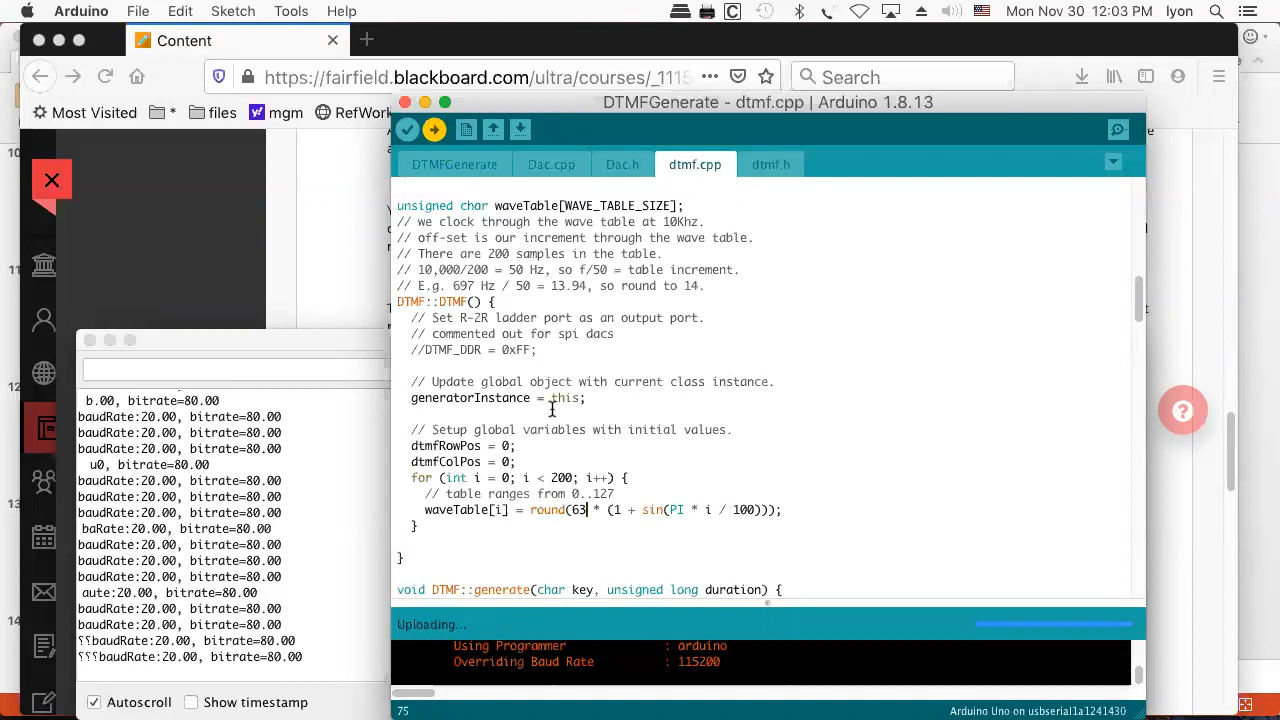 Arduino File Edit Sketch Tools Help Mon Nov 30 12:03 PM lyon
Content
https://fairfield.blackboard.com/ultra/courses/_1115 Search
Most Visited * files mgm RefWor
DTMFGenerate - dtmf.cpp | Arduino 1.8.13
DTMFGenerate Dac.cpp Dac.h dtmf.cpp dtmf.h
unsigned char waveTable[WAVE_TABLE_SIZE];
// we clock through the wave table at 10Khz.
// off-set is our increment through the wave table.
// There are 200 samples in the table.
// 10,000/200 = 50 Hz, so f/50 = table increment.
// E.g. 697 Hz / 50 = 13.94, so round to 14.
DTMF::DTMF() {
// Set R-2R ladder port as an output port.
// commented out for spi dacs
//DTMF_DDR = 0xFF;
// Update global object with current class instance.
generatorInstance = this;
// Setup global variables with initial values.
dtmfRowPos = 0;
dtmfColPos = 0;
for (int i = 0; i < 200; i++) {
// table ranges from 0..127
waveTable[i] = round(63 * (1 + sin(PI * i / 100)));
}
}
void DTMF::generate(char key, unsigned long duration) {
Uploading...
Using Programmer : arduino
Overriding Baud Rate : 115200
75 Arduino Uno on usbserial1a1241430
b.00, bitrate=80.00
baudRate:20.00, bitrate=80.00
baudRate:20.00, bitrate=80.00
baudRate:20.00, bitrate=80.00
u0, bitrate=80.00
baudRate:20.00, bitrate=80.00
baudRate:20.00, bitrate=80.00
baudRate:20.00, bitrate=80.00
baRate:20.00, bitrate=80.00
baudRate:20.00, bitrate=80.00
baudRate:20.00, bitrate=80.00
baudRate:20.00, bitrate=80.00
aute:20.00, bitrate=80.00
baudRate:20.00, bitrate=80.00
baudRate:20.00, bitrate=80.00
⸮⸮baudRate:20.00, bitrate=80.00
⸮⸮⸮baudRate:20.00, bitrate=80.00
Autoscroll Show timestamp
10
11
12
13
14